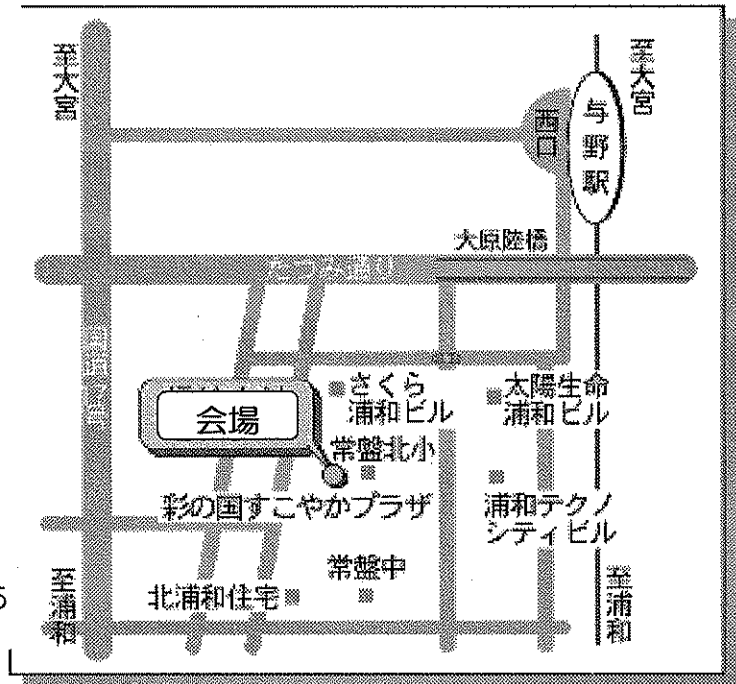 至大宮
至大宮
与野駅
西口
大原陸橋
さくら
浦和ビル
太陽生命
浦和ビル
会場
常盤北小
彩の国すこやかプラザ
浦和テクノ
シティビル
常盤中
北浦和住宅
至浦和
至浦和